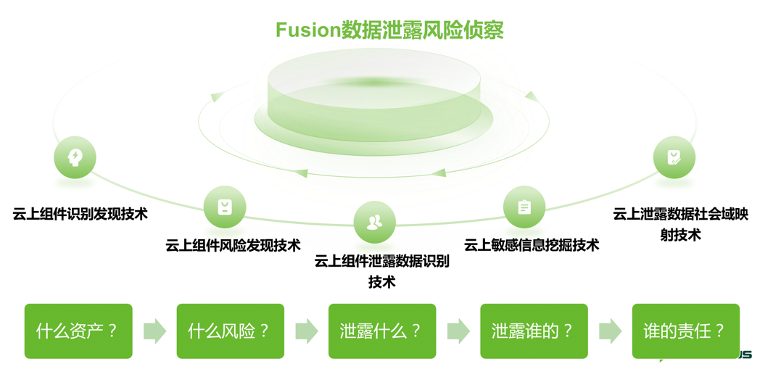 Fusion数据泄露风险侦察
云上组件识别发现技术
云上组件风险发现技术
云上组件泄露数据识别
技术
云上敏感信息挖掘技术
云上泄露数据社会域映
射技术
什么资产？
什么风险？
泄露什么？
泄露谁的？
谁的责任？